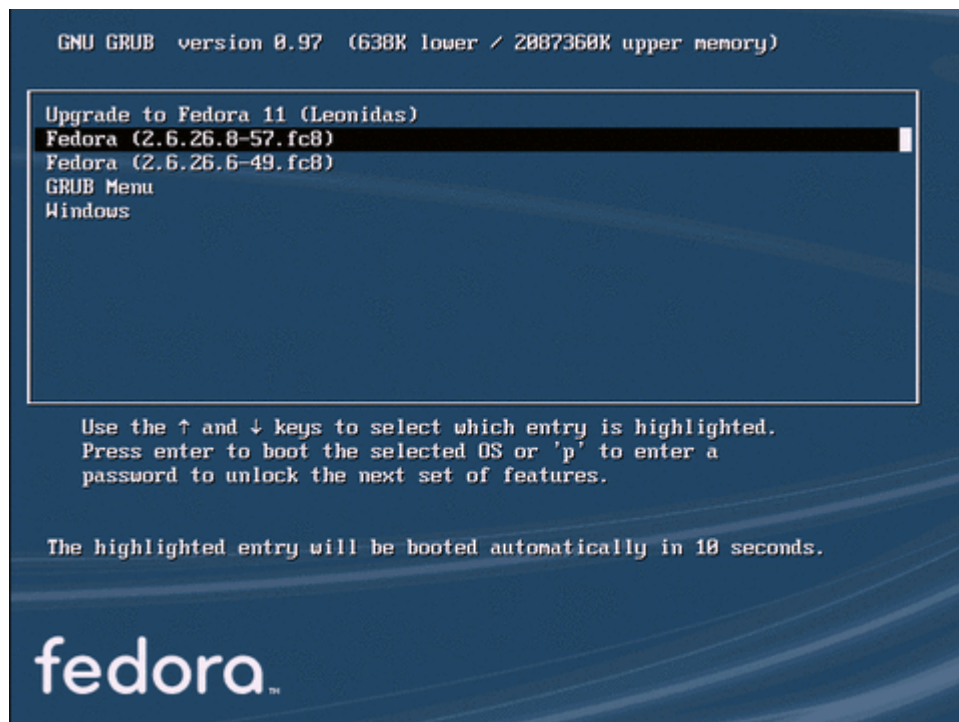 GNU GRUB version 0.97 (638K lower / 2087360K upper memory)
Upgrade to Fedora 11 (Leonidas)
Fedora (2.6.26.8-57.fc8)
Fedora (2.6.26.6-49.fc8)
GRUB Menu
Windows
Use the ↑ and ↓ keys to select which entry is highlighted.
Press enter to boot the selected OS or 'p' to enter a
password to unlock the next set of features.
The highlighted entry will be booted automatically in 10 seconds.
fedora™